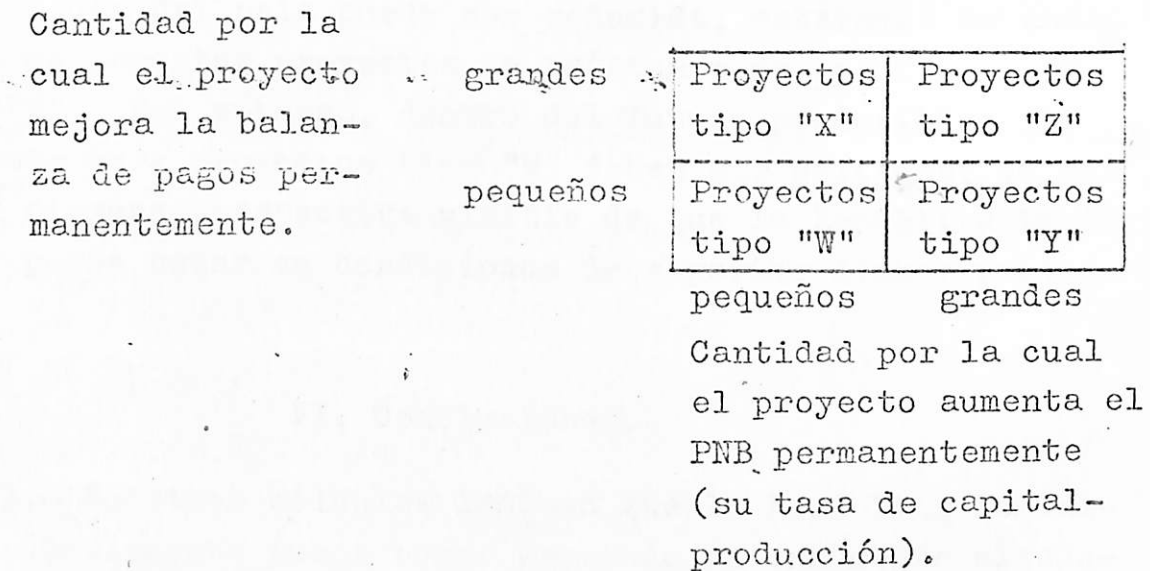 Cantidad por la
cual el proyecto
mejora la balan-
za de pagos per-
manentemente.
grandes
pequeños
Proyectos Proyectos
tipo "X" tipo "Z"
Proyectos Proyectos
tipo "W" tipo "Y"
pequeños grandes
Cantidad por la cual
el proyecto aumenta el
PNB permanentemente
(su tasa de capital-
producción).